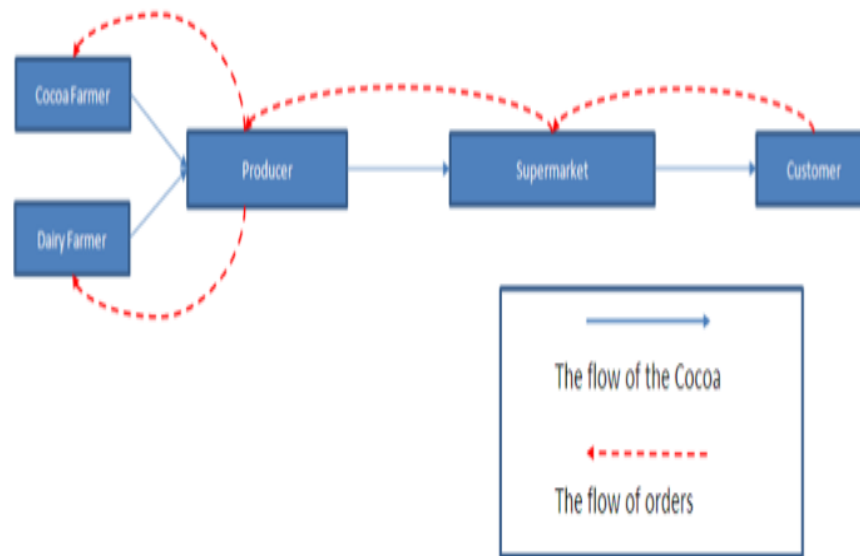 Cocoa Farmer
Producer
Supermarket
Customer
Dairy Farmer
The flow of the Cocoa
The flow of orders